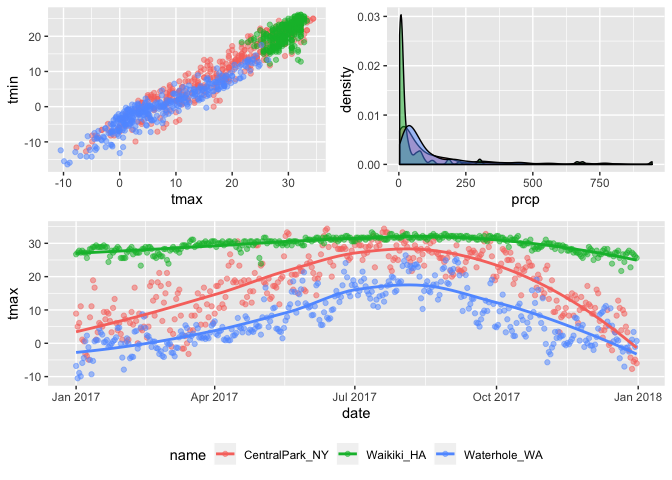 tmin
20
10
0
-10
-10
0
10
20
30
tmax
density
0.03
0.02
0.01
0.00
0
250
500
750
prcp
tmax
30
20
10
0
-10
Jan 2017
Apr 2017
Jul 2017
Oct 2017
Jan 2018
date
name CentralPark_NY Waikiki_HA Waterhole_WA